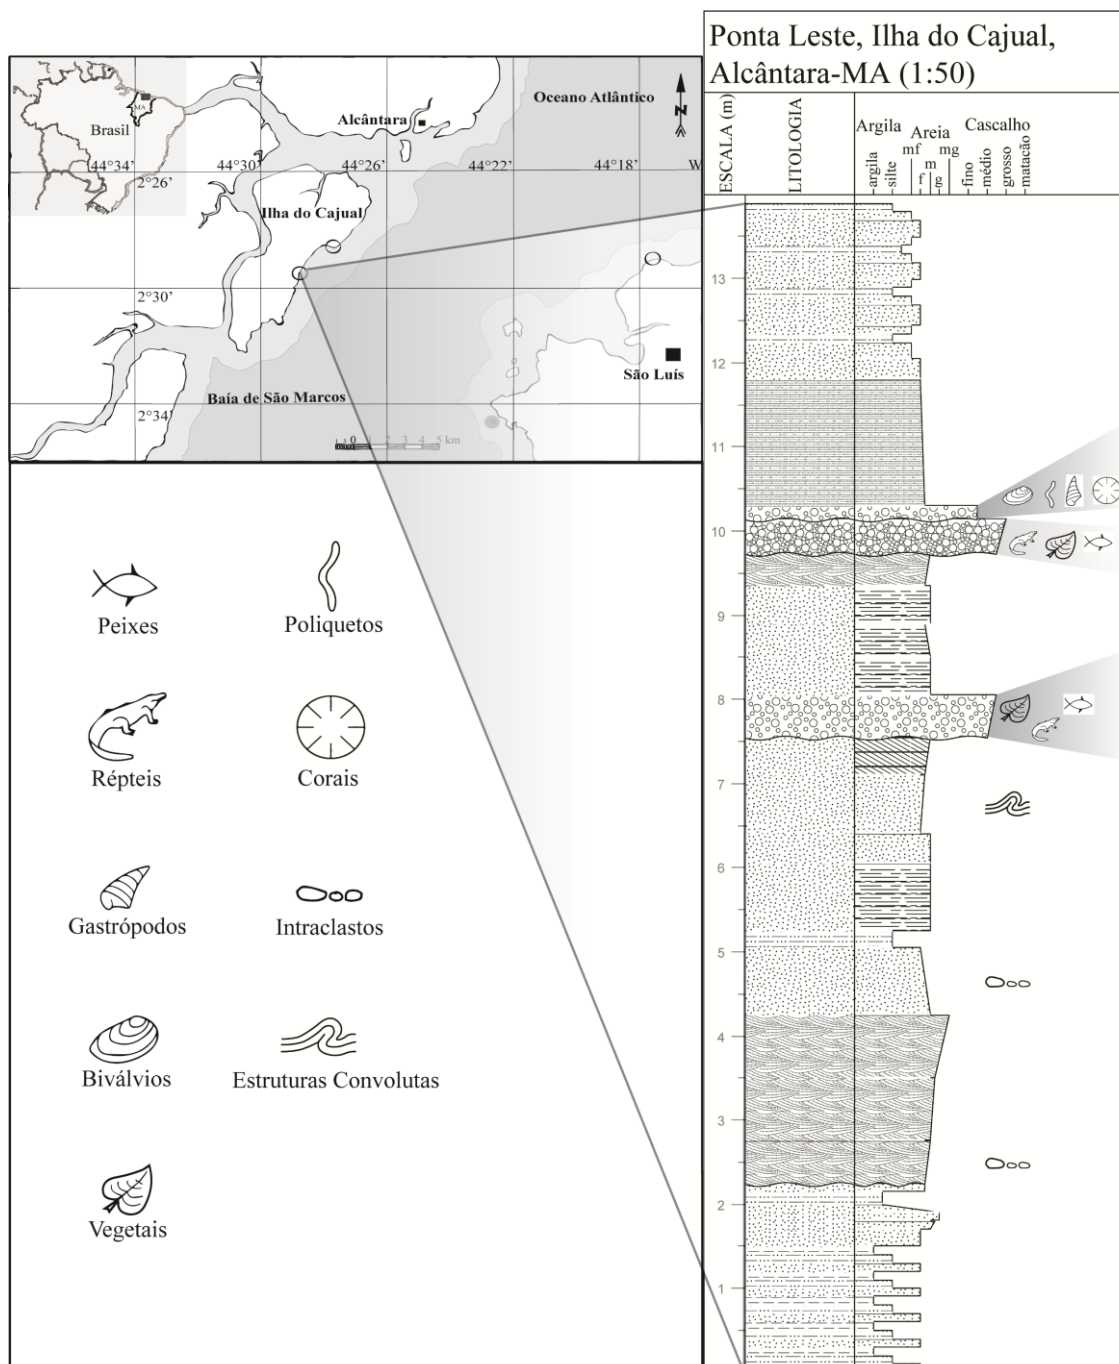 Ponta Leste, Ilha do Cajual,
Alcântara-MA (1:50)
MA
Brasil
Oceano Atlântico
N
Alcântara
44°34’ 44°30’ 44°26’ 44°22’ 44°18’ W
2°26’
Ilha do Cajual
2°30’
São Luís
Baía de São Marcos
2°34’
0 1 2 3 4 5 km
Peixes
Poliquetos
Répteis
Corais
Gastrópodos
Intraclastos
Biválvios
Estruturas Convolutas
Vegetais
ESCALA (m)
LITOLOGIA
Argila
Areia
Cascalho
argila
silte
mf
f
m
g
mg
fino
médio
grosso
matacão
13
12
11
10
9
8
7
6
5
4
3
2
1